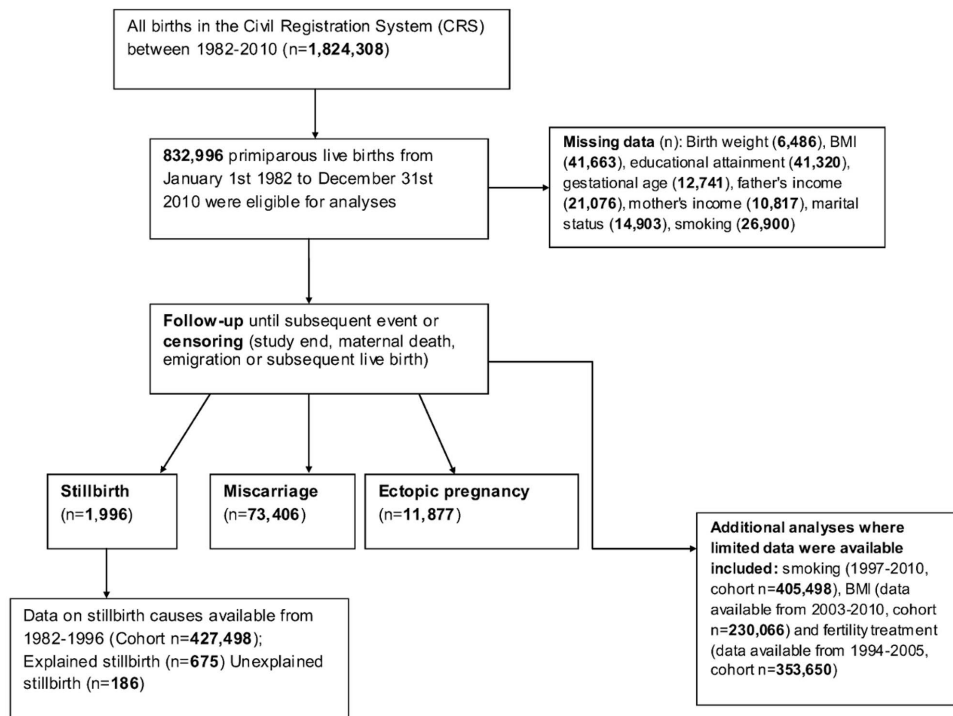 All births in the Civil Registration System (CRS)
between 1982-2010 (n=1,824,308)
832,996 primiparous live births from
January 1st 1982 to December 31st
2010 were eligible for analyses
Missing data (n): Birth weight (6,486), BMI
(41,663), educational attainment (41,320),
gestational age (12,741), father's income
(21,076), mother's income (10,817), marital
status (14,903), smoking (26,900)
Follow-up until subsequent event or
censoring (study end, maternal death,
emigration or subsequent live birth)
Stillbirth
(n=1,996)
Miscarriage
(n=73,406)
Ectopic pregnancy
(n=11,877)
Data on stillbirth causes available from
1982-1996 (Cohort n=427,498);
Explained stillbirth (n=675) Unexplained
stillbirth (n=186)
Additional analyses where
limited data were available
included: smoking (1997-2010,
cohort n=405,498), BMI (data
available from 2003-2010, cohort
n=230,066) and fertility treatment
(data available from 1994-2005,
cohort n=353,650)